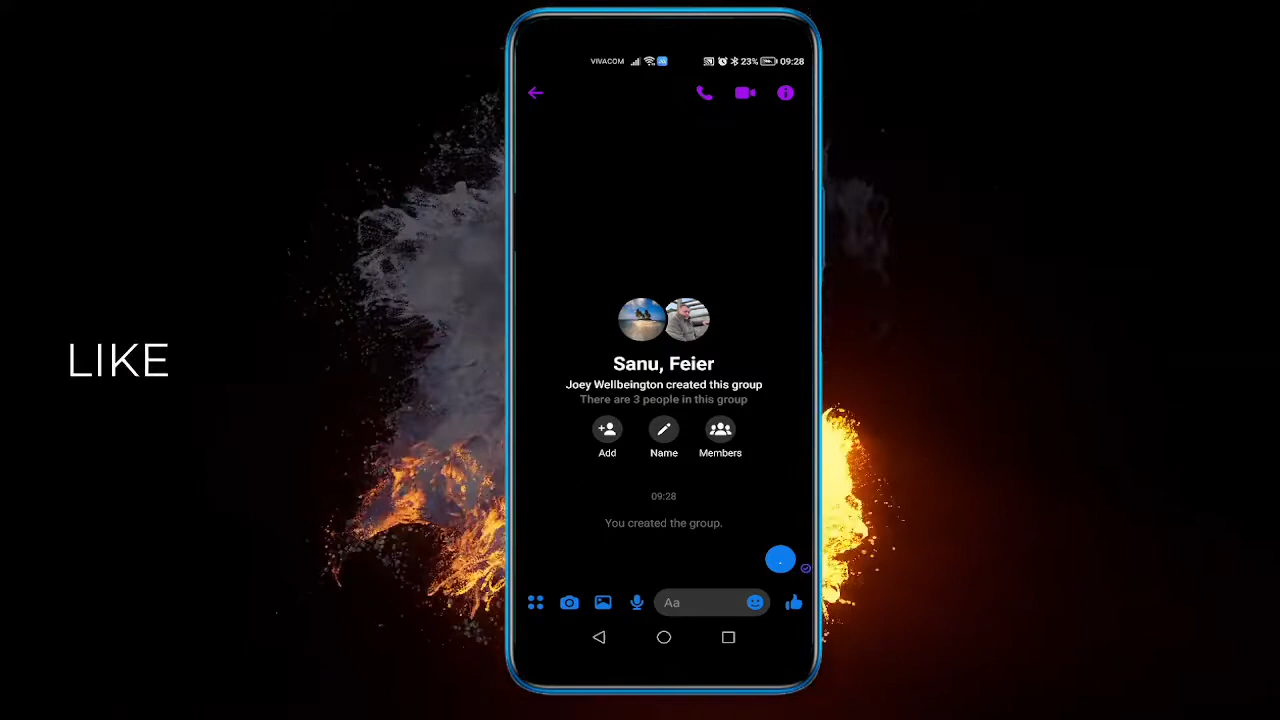 LIKE
VIVACOM 23% 09:28
Sanu, Feier
Joey Wellbeington created this group
There are 3 people in this group
Add Name Members
09:28
You created the group.
.
Aa